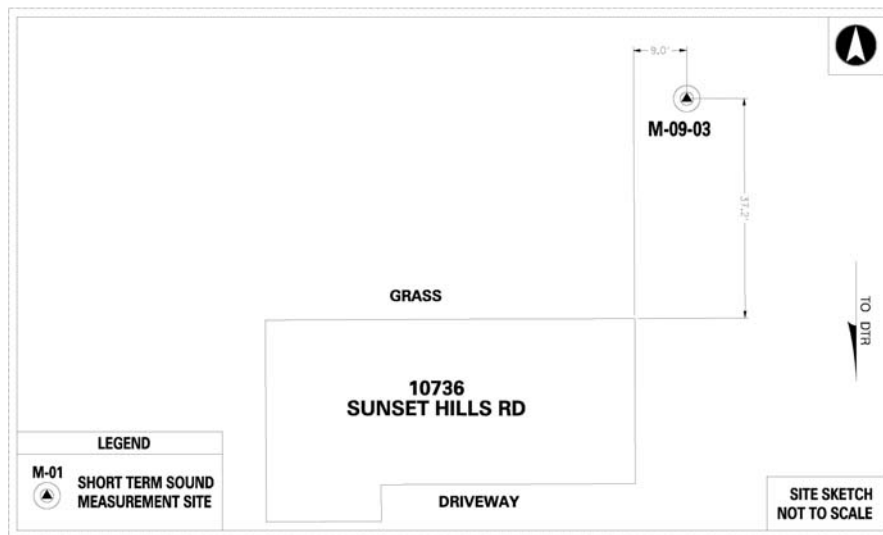 9.0'
M-09-03
37.2'
GRASS
TO DTR
10736
SUNSET HILLS RD
LEGEND
M-01
SHORT TERM SOUND
MEASUREMENT SITE
DRIVEWAY
SITE SKETCH
NOT TO SCALE